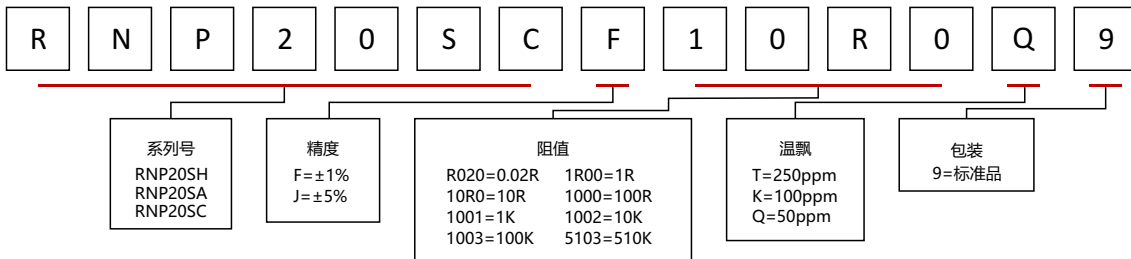 R N P 2 0 S C F 1 0 R 0 Q 9
系列号
RNP20SH
RNP20SA
RNP20SC
精度
F=±1%
J=±5%
阻值
R020=0.02R 1R00=1R
10R0=10R 1000=100R
1001=1K 1002=10K
1003=100K 5103=510K
温飘
T=250ppm
K=100ppm
Q=50ppm
包装
9=标准品